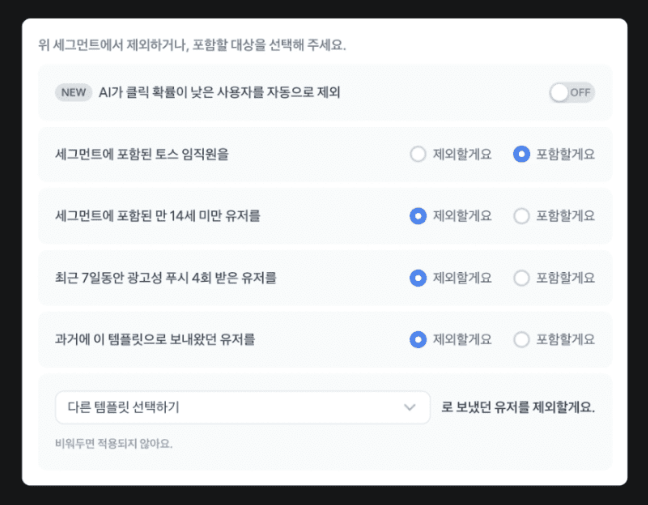 위 세그먼트에서 제외하거나, 포함할 대상을 선택해 주세요.
NEW AI가 클릭 확률이 낮은 사용자를 자동으로 제외 OFF
세그먼트에 포함된 토스 임직원을 제외할게요 포함할게요
세그먼트에 포함된 만 14세 미만 유저를 제외할게요 포함할게요
최근 7일동안 광고성 푸시 4회 받은 유저를 제외할게요 포함할게요
과거에 이 템플릿으로 보내왔던 유저를 제외할게요 포함할게요
다른 템플릿 선택하기 로 보냈던 유저를 제외할게요.
비워두면 적용되지 않아요.